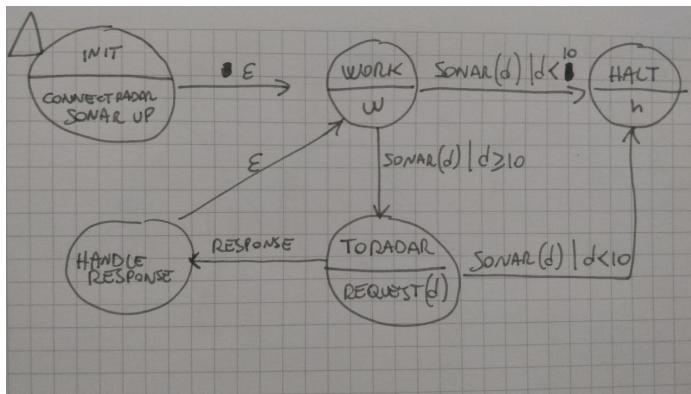 INIT
CONNECTRADAR
SONAR UP
ε
WORK
W
SONAR(d) | d<
10
HALT
h
ε
SONAR(d) | d≥10
HANDLE
RESPONSE
RESPONSE
TORADAR
REQUEST(d)
SONAR(d) | d<10